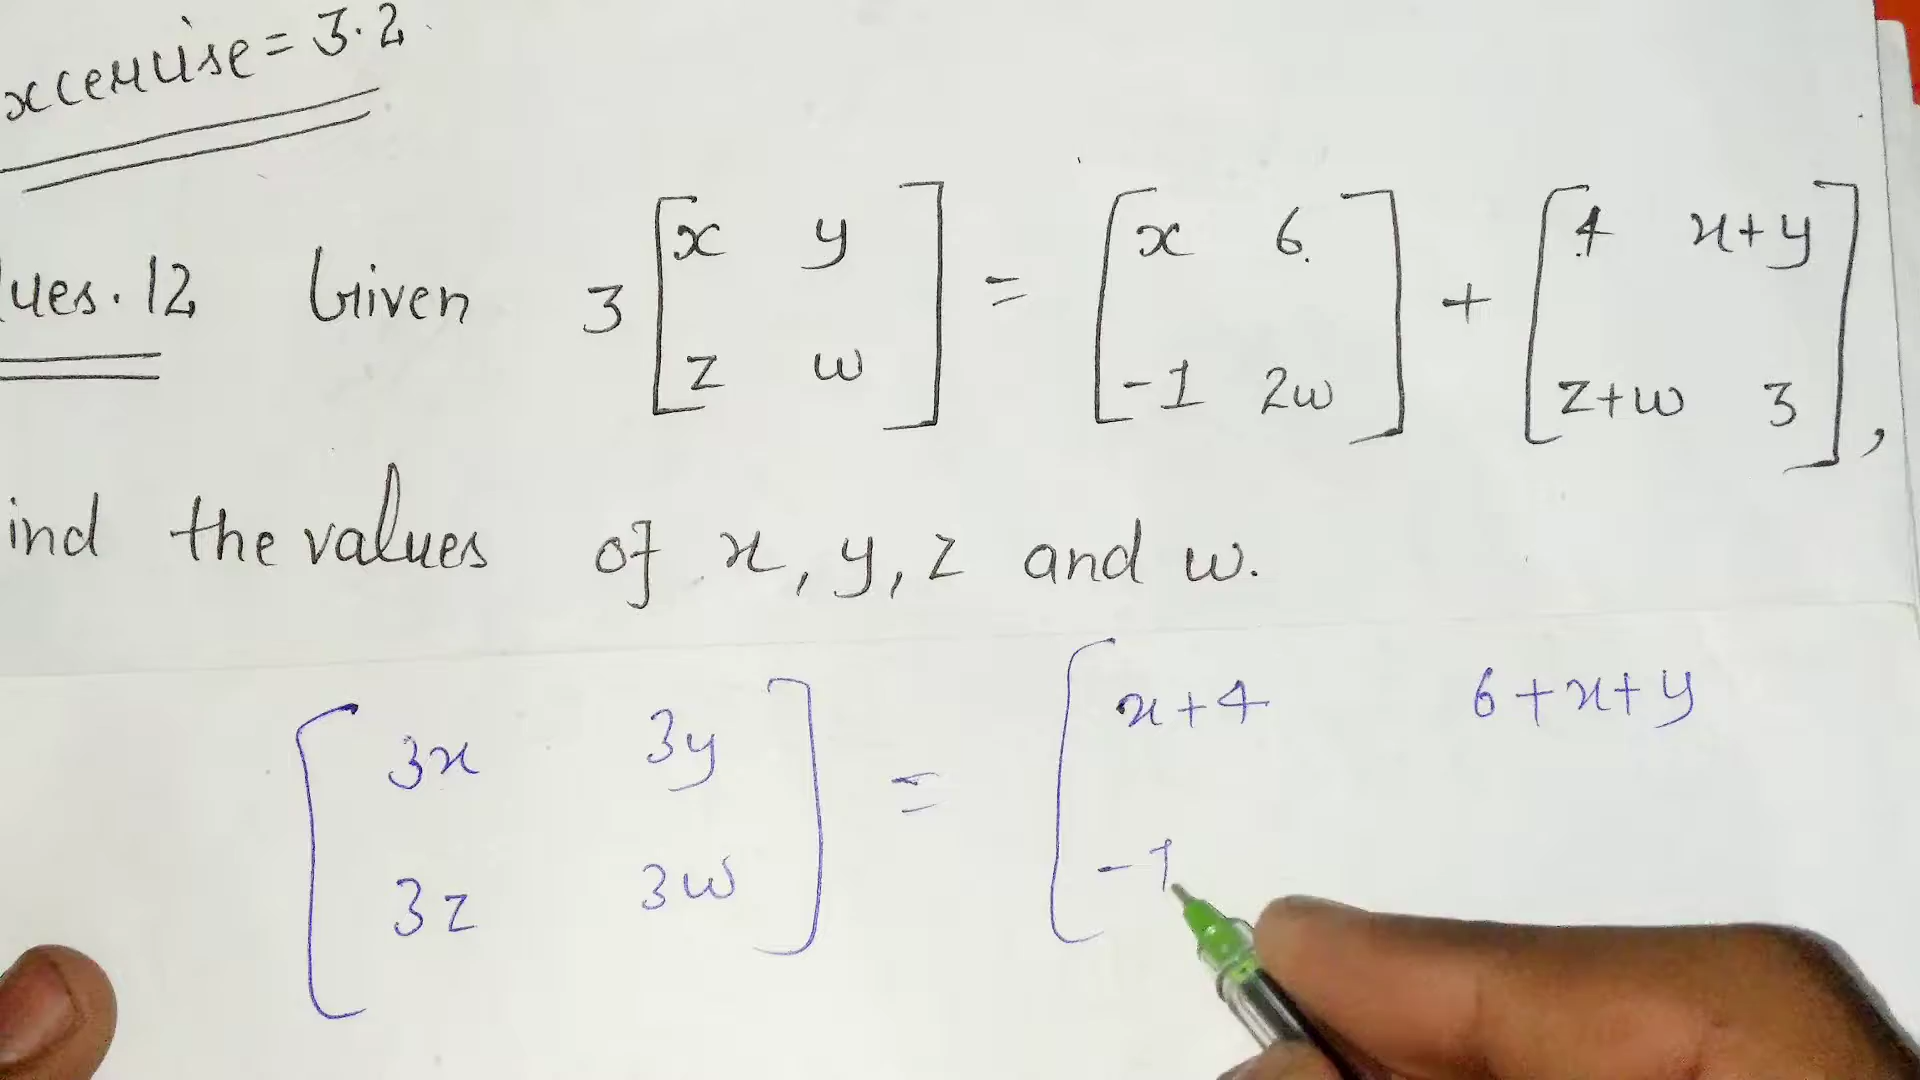 xcercise = 3.2
ues. 12 Given 3 [x y z w] = [x 6 -1 2w] + [4 x+y z+w 3],
ind the values of x, y, z and w.
[3x 3y 3z 3w] = [x+4 6+x+y -1